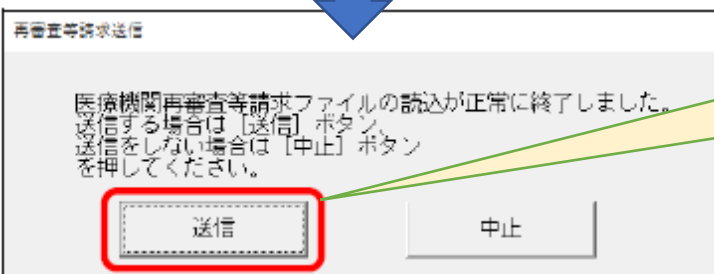 再審査等請求送信
医療機関再審査等請求ファイルの読込が正常に終了しました。
送信する場合は［送信］ボタン、
送信をしない場合は［中止］ボタン
を押してください。
送信
中止